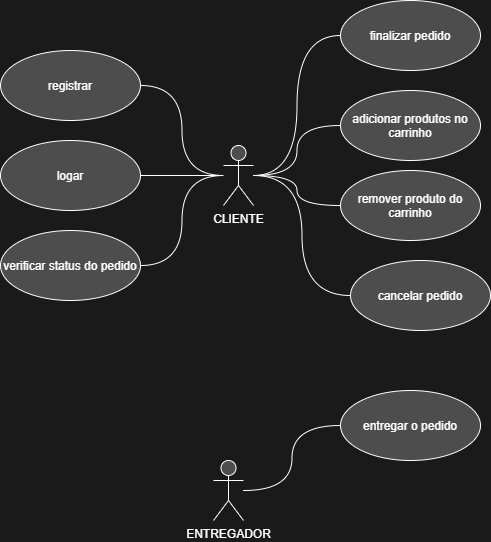 finalizar pedido
registrar
adicionar produtos no
carrinho
logar
remover produto do
carrinho
CLIENTE
verificar status do pedido
cancelar pedido
entregar o pedido
ENTREGADOR